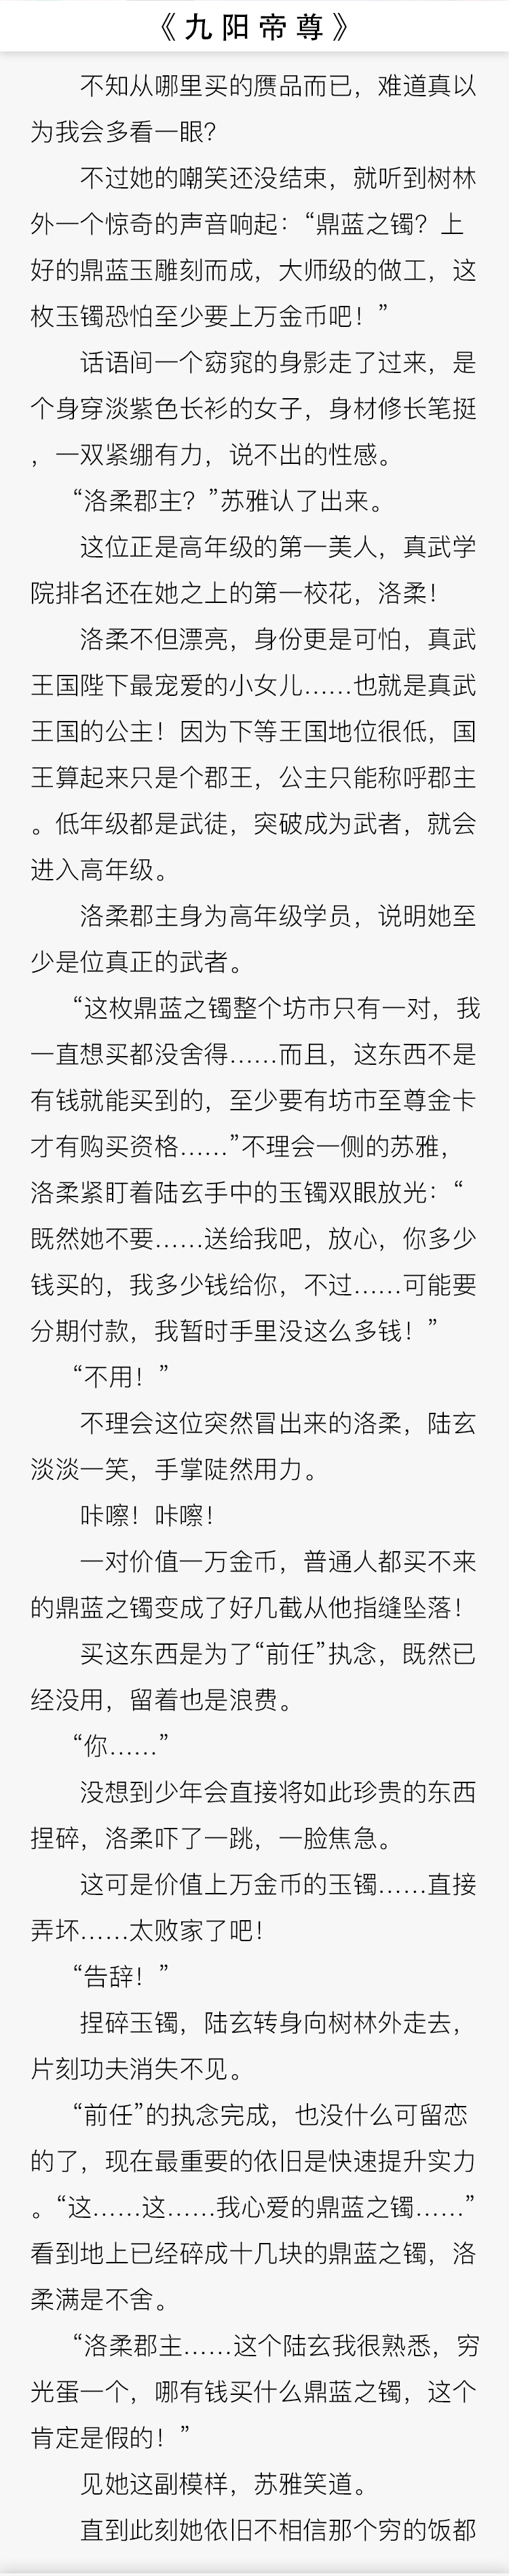 《九阳帝尊》
不知从哪里买的赝品而已，难道真以
为我会多看一眼？
不过她的嘲笑还没结束，就听到树林
外一个惊奇的声音响起：“鼎蓝之镯？上
好的鼎蓝玉雕刻而成，大师级的做工，这
枚玉镯恐怕至少要上万金币吧！”
话语间一个窈窕的身影走了过来，是
个身穿淡紫色长衫的女子，身材修长笔挺
，一双紧绷有力，说不出的性感。
“洛柔郡主？”苏雅认了出来。
这位正是高年级的第一美人，真武学
院排名还在她之上的第一校花，洛柔！
洛柔不但漂亮，身份更是可怕，真武
王国陛下最宠爱的小女儿……也就是真武
王国的公主！因为下等王国地位很低，国
王算起来只是个郡王，公主只能称呼郡主
。低年级都是武徒，突破成为武者，就会
进入高年级。
洛柔郡主身为高年级学员，说明她至
少是位真正的武者。
“这枚鼎蓝之镯整个坊市只有一对，我
一直想买都没舍得……而且，这东西不是
有钱就能买到的，至少要有坊市至尊金卡
才有购买资格……”不理会一侧的苏雅，
洛柔紧盯着陆玄手中的玉镯双眼放光：“
既然她不要……送给我吧，放心，你多少
钱买的，我多少钱给你，不过……可能要
分期付款，我暂时手里没这么多钱！”
“不用！”
不理会这位突然冒出来的洛柔，陆玄
淡淡一笑，手掌陡然用力。
咔嚓！咔嚓！
一对价值一万金币，普通人都买不来
的鼎蓝之镯变成了好几截从他指缝坠落！
买这东西是为了“前任”执念，既然已
经没用，留着也是浪费。
“你……”
没想到少年会直接将如此珍贵的东西
捏碎，洛柔吓了一跳，一脸焦急。
这可是价值上万金币的玉镯……直接
弄坏……太败家了吧！
“告辞！”
捏碎玉镯，陆玄转身向树林外走去，
片刻功夫消失不见。
“前任”的执念完成，也没什么可留恋
的了，现在最重要的依旧是快速提升实力
。“这……这……我心爱的鼎蓝之镯……”
看到地上已经碎成十几块的鼎蓝之镯，洛
柔满是不舍。
“洛柔郡主……这个陆玄我很熟悉，穷
光蛋一个，哪有钱买什么鼎蓝之镯，这个
肯定是假的！”
见她这副模样，苏雅笑道。
直到此刻她依旧不相信那个穷的饭都